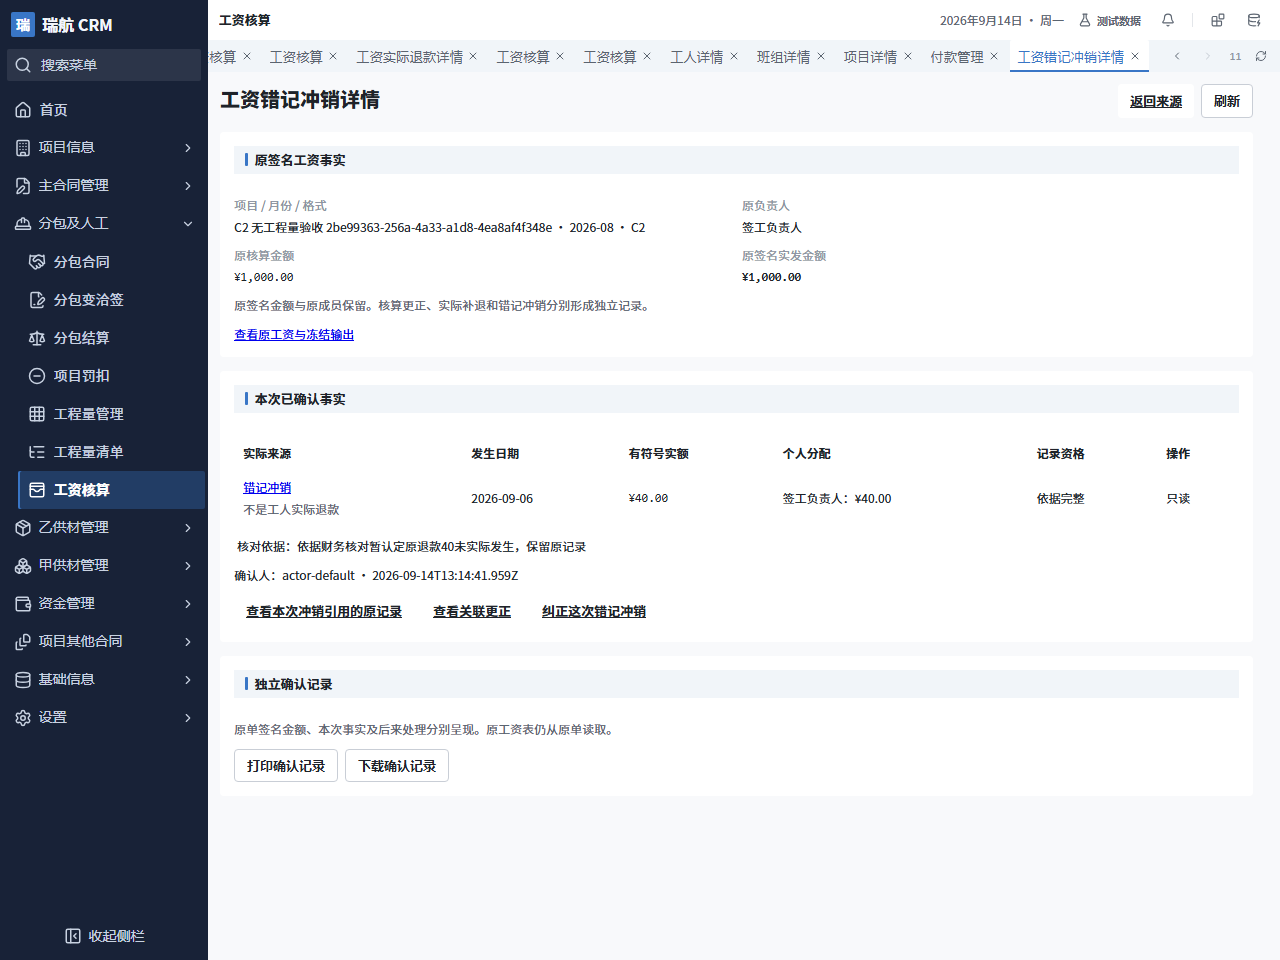 瑞 瑞航 CRM
搜索菜单
首页
项目信息
主合同管理
分包及人工
分包合同
分包变洽签
分包结算
项目罚扣
工程量管理
工程量清单
工资核算
乙供材管理
甲供材管理
资金管理
项目其他合同
基础信息
设置
收起侧栏
工资核算
2026年9月14日 · 周一 测试数据
核算 × 工资核算 × 工资实际退款详情 × 工资核算 × 工资核算 × 工人详情 × 班组详情 × 项目详情 × 付款管理 × 工资错记冲销详情 × 11
工资错记冲销详情
返回来源 刷新
原签名工资事实
项目 / 月份 / 格式 原负责人
C2 无工程量验收 2be99363-256a-4a33-a1d8-4ea8af4f348e · 2026-08 · C2 签工负责人
原核算金额 原签名实发金额
¥1,000.00 ¥1,000.00
原签名金额与原成员保留。核算更正、实际补退和错记冲销分别形成独立记录。
查看原工资与冻结输出
本次已确认事实
实际来源 发生日期 有符号实额 个人分配 记录资格 操作
错记冲销
不是工人实际退款 2026-09-06 ¥40.00 签工负责人：¥40.00 依据完整 只读
核对依据：依据财务核对暂认定原退款40未实际发生，保留原记录
确认人：actor-default · 2026-09-14T13:14:41.959Z
查看本次冲销引用的原记录 查看关联更正 纠正这次错记冲销
独立确认记录
原单签名金额、本次事实及后来处理分别呈现。原工资表仍从原单读取。
打印确认记录 下载确认记录